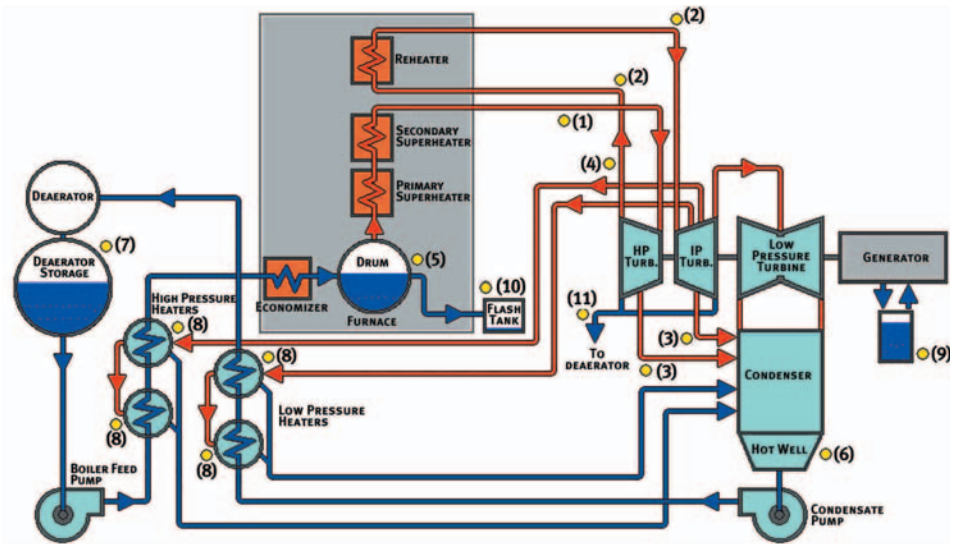 (2)
REHEATER
(2)
(1)
SECONDARY
SUPERHEATER
(4)
PRIMARY
SUPERHEATER
DEAERATOR
(7)
DEAERATOR
STORAGE
DRUM
(5)
HP
TURB.
IP
TURB.
LOW
PRESSURE
TURBINE
GENERATOR
ECONOMIZER
FURNACE
(10)
FLASH
TANK
HIGH PRESSURE
HEATERS
(8)
(11)
TO
DEAERATOR
(3)
(3)
(9)
(8)
CONDENSER
(8)
LOW PRESSURE
HEATERS
(8)
HOT WELL
(6)
BOILER FEED
PUMP
CONDENSATE
PUMP